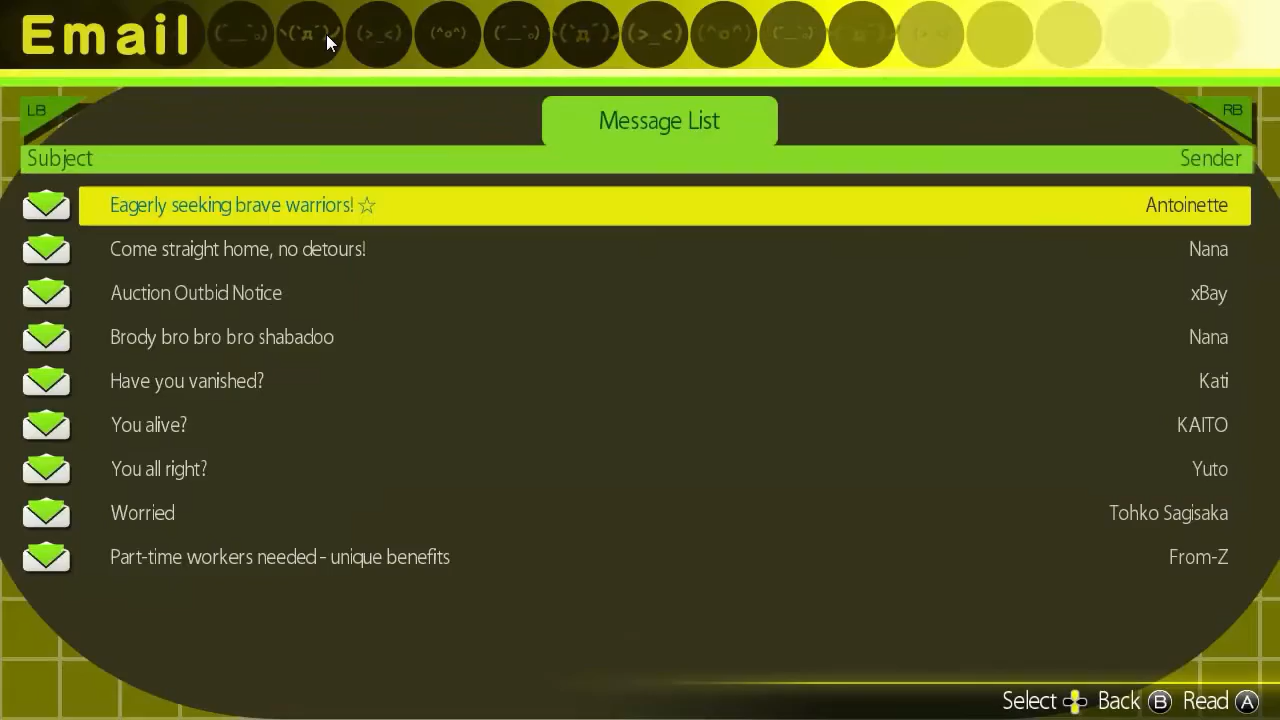 Email
(>_<) (^o^)
(>_<) (^o^)
LB
Message List
RB
Subject Sender
Eagerly seeking brave warriors!☆ Antoinette
Come straight home, no detours! Nana
Auction Outbid Notice xBay
Brody bro bro bro shabadoo Nana
Have you vanished? Kati
You alive? KAITO
You all right? Yuto
Worried Tohko Sagisaka
Part-time workers needed - unique benefits From-Z
Select Back B Read A